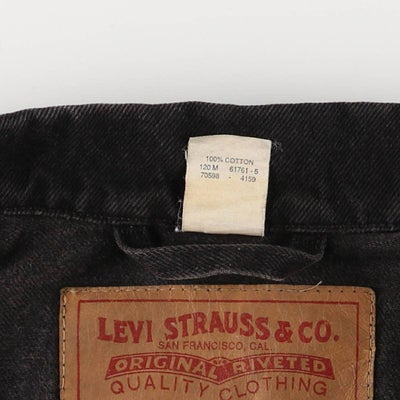 100% COTTON
120 M 61761 - 5
70598 - 4159
LEVI STRAUSS & CO.
SAN FRANCISCO, CAL.
ORIGINAL RIVETED
QUALITY CLOTHING